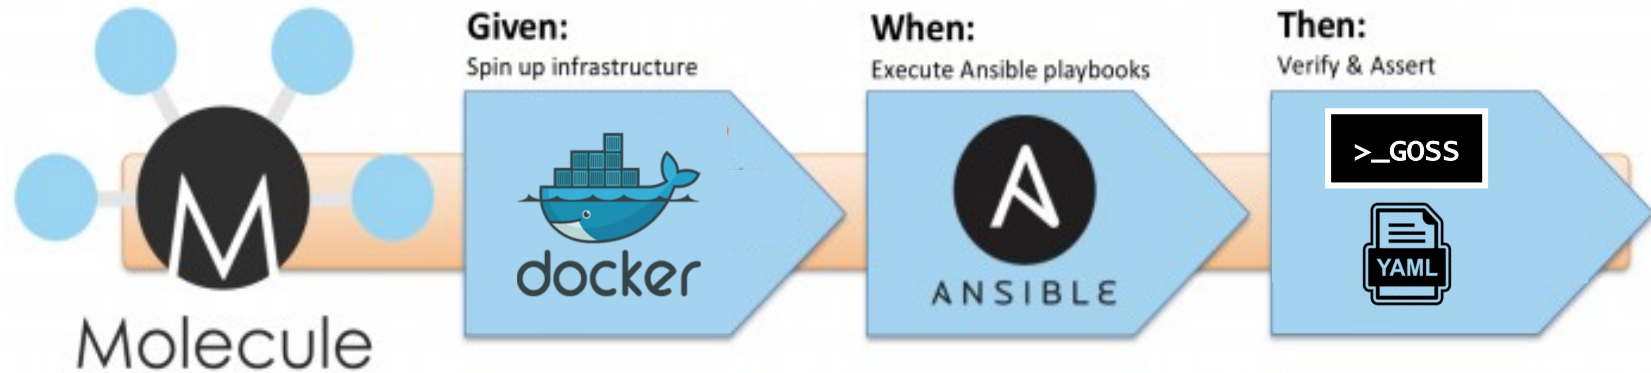 M
Molecule
Given:
Spin up infrastructure
docker
When:
Execute Ansible playbooks
A
ANSIBLE
Then:
Verify & Assert
>_GOSS
YAML